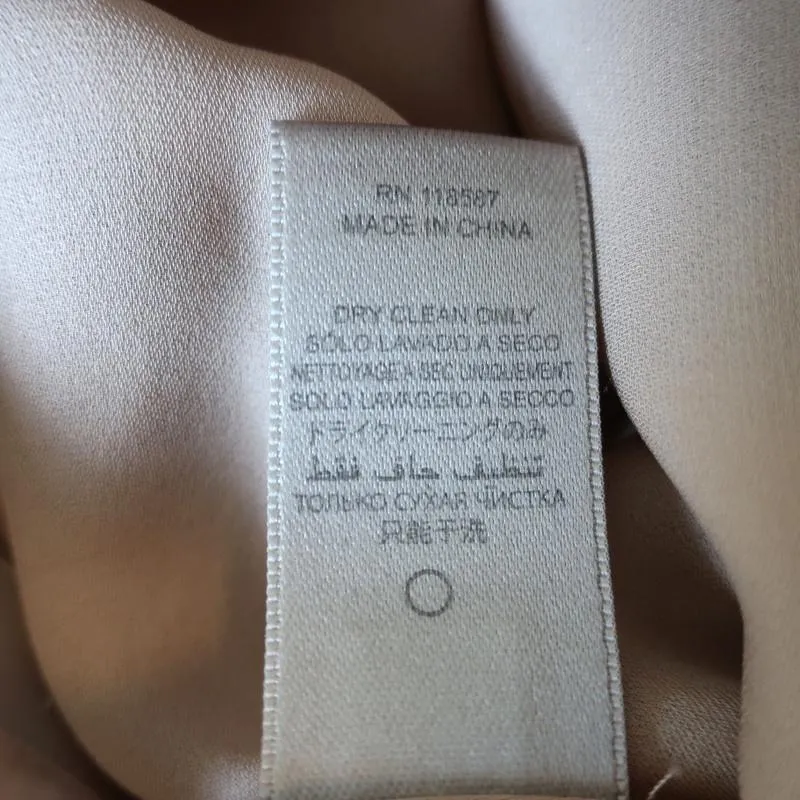 RN 118587
MADE IN CHINA
DRY CLEAN ONLY
SÓLO LAVADO A SECO
NETTOYAGE A SEC UNIQUEMENT
SOLO LAVAGGIO A SECCO
ドライクリーニングのみ
تنظيف جاف فقط
ТОЛЬКО СУХАЯ ЧИСТКА
只能干洗